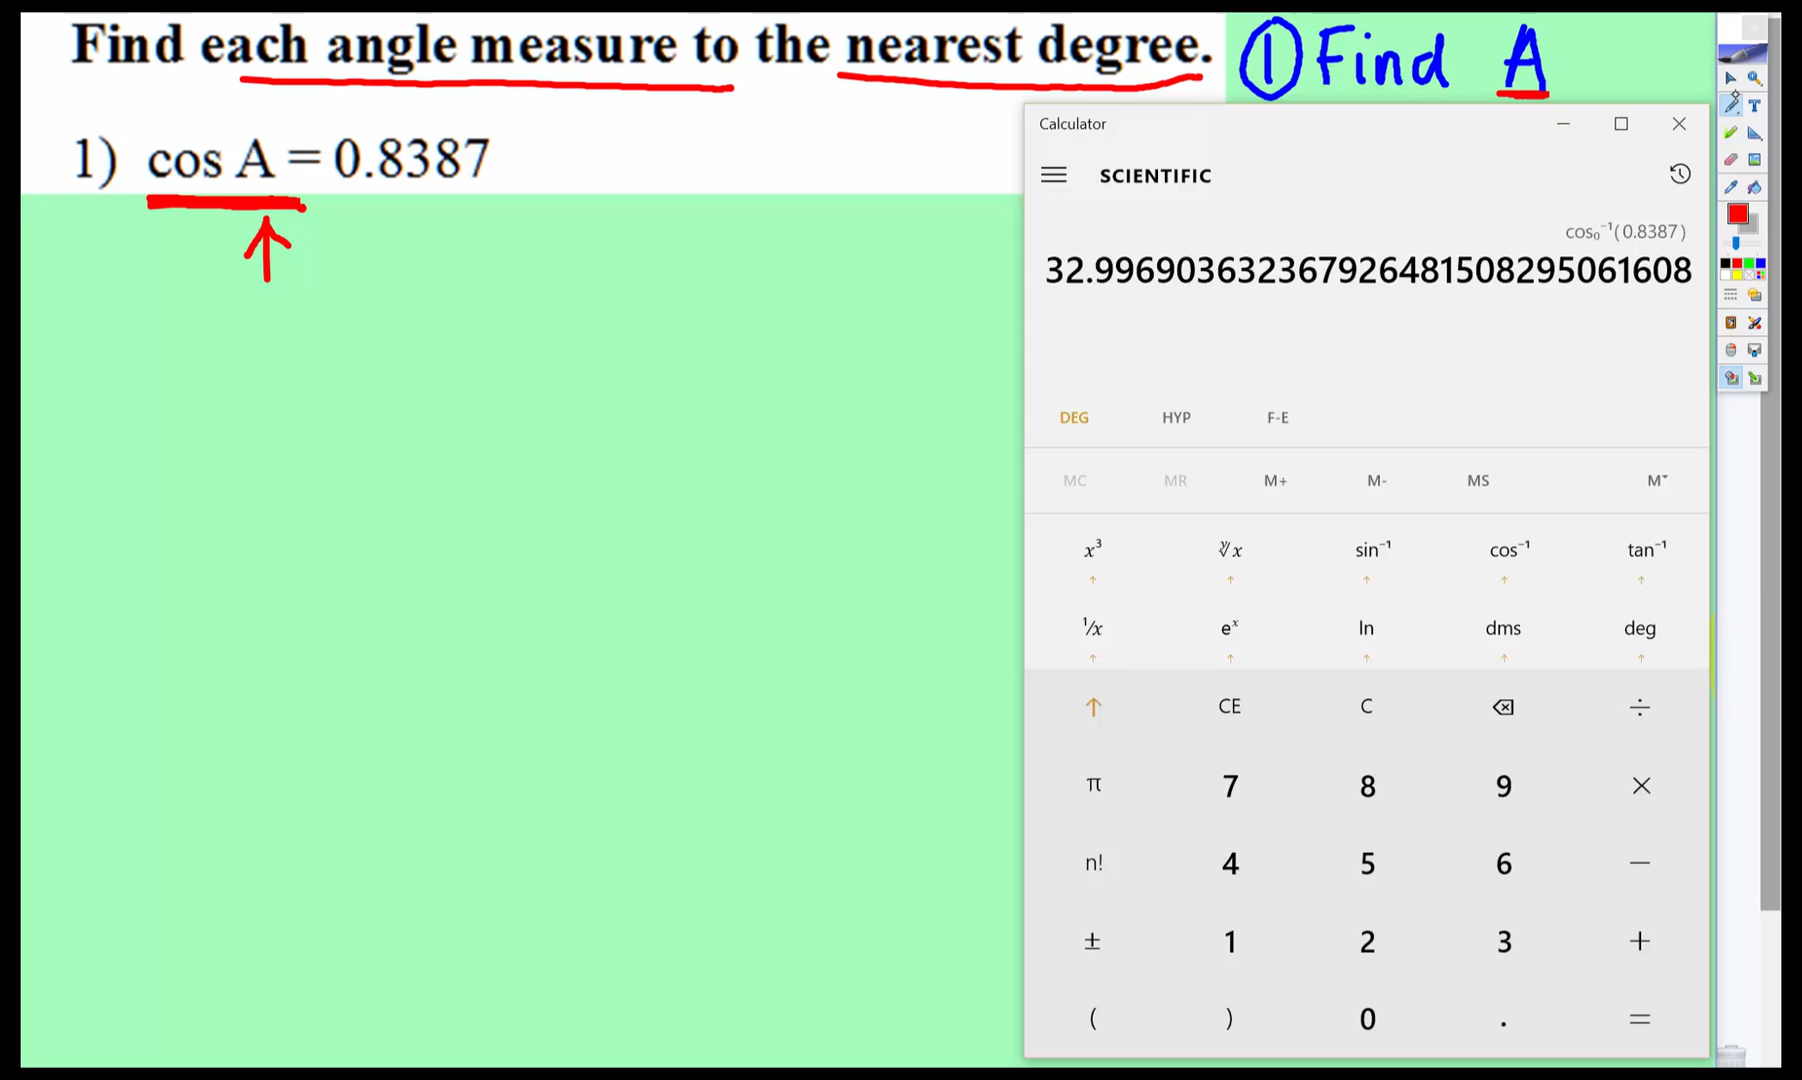 Find each angle measure to the nearest degree. ① Find A
1) cos A = 0.8387
Calculator
SCIENTIFIC
cos₀⁻¹(0.8387)
32.996903632367926481508295061608
DEG HYP F-E
MC MR M+ M- MS M˅
x³ ʸ√x sin⁻¹ cos⁻¹ tan⁻¹
¹/x eˣ ln dms deg
↑ CE C ⌫ ÷
π 7 8 9 ×
n! 4 5 6 −
± 1 2 3 +
( ) 0 . =
T